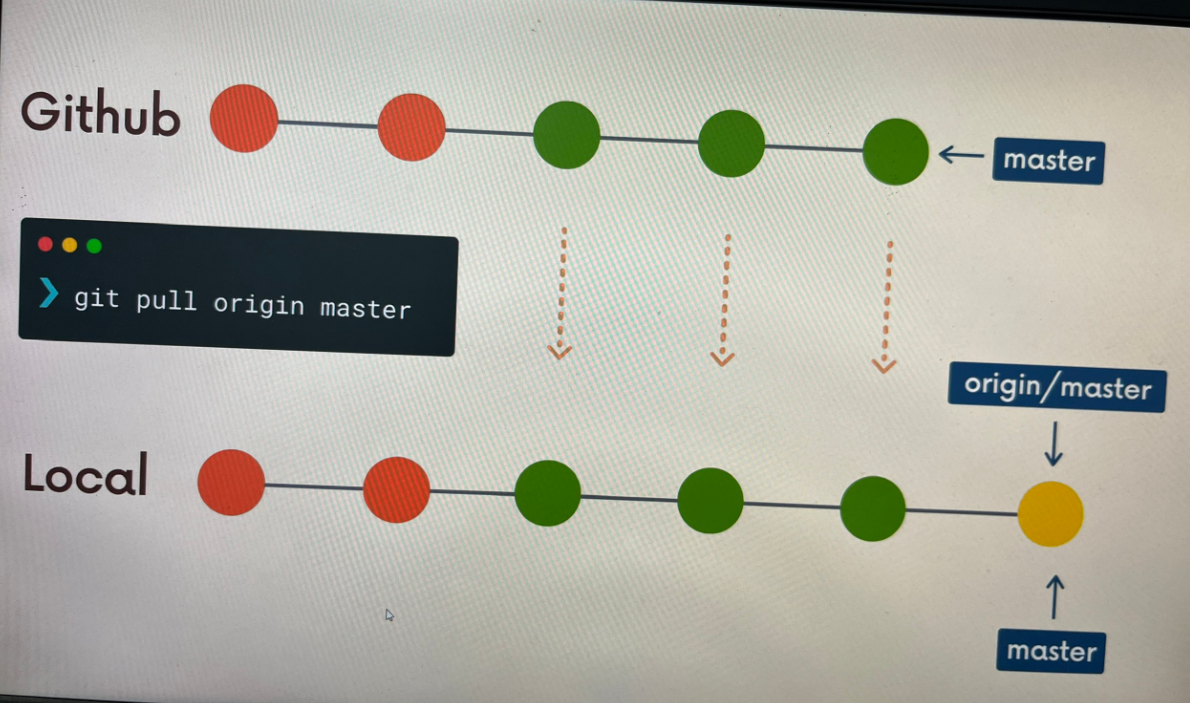 Github
master
❯ git pull origin master
origin/master
Local
master